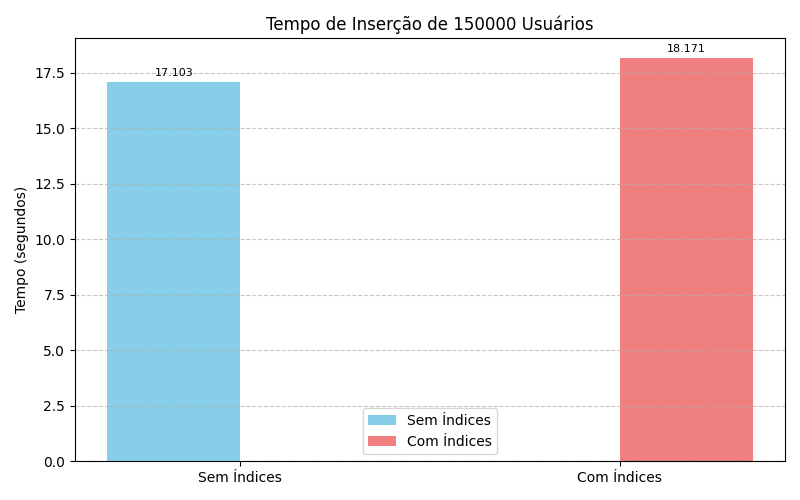 Tempo de Inserção de 150000 Usuários
17.103
18.171
17.5
15.0
12.5
10.0
7.5
5.0
2.5
0.0
Tempo (segundos)
Sem Índices
Com Índices
Sem Índices
Com Índices